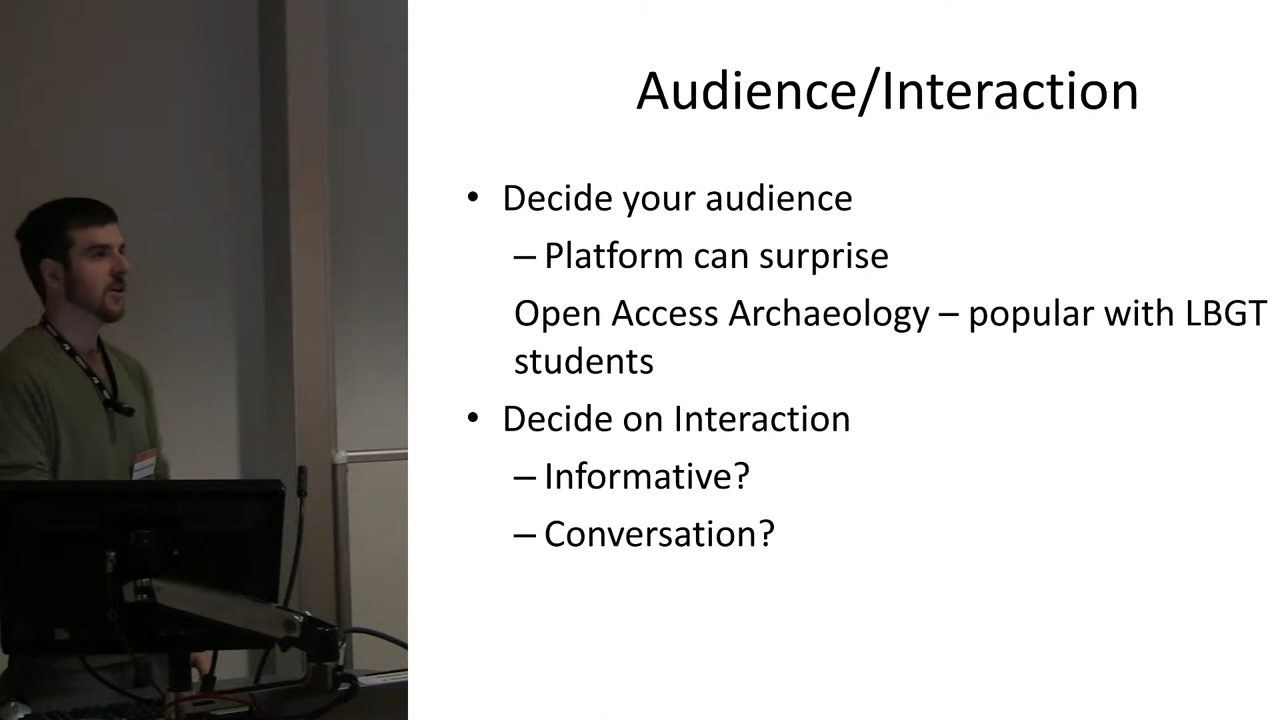 Audience/Interaction
• Decide your audience
– Platform can surprise
Open Access Archaeology – popular with LBGT
students
• Decide on Interaction
– Informative?
– Conversation?